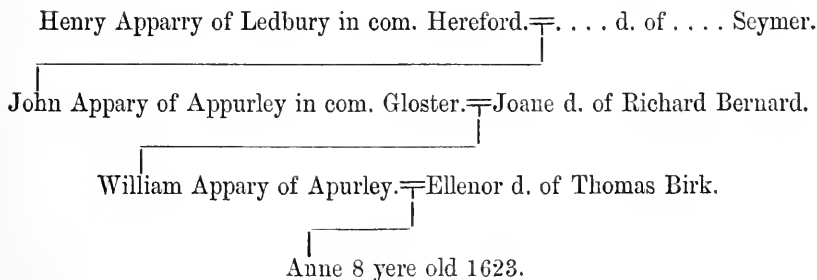 Henry Apparry of Ledbury in com. Hereford.=. . . . d. of . . . . Seymer.
John Appary of Appurley in com. Gloster.=Joane d. of Richard Bernard.
William Appary of Apurley.=Ellenor d. of Thomas Birk.
Anne 8 yere old 1623.